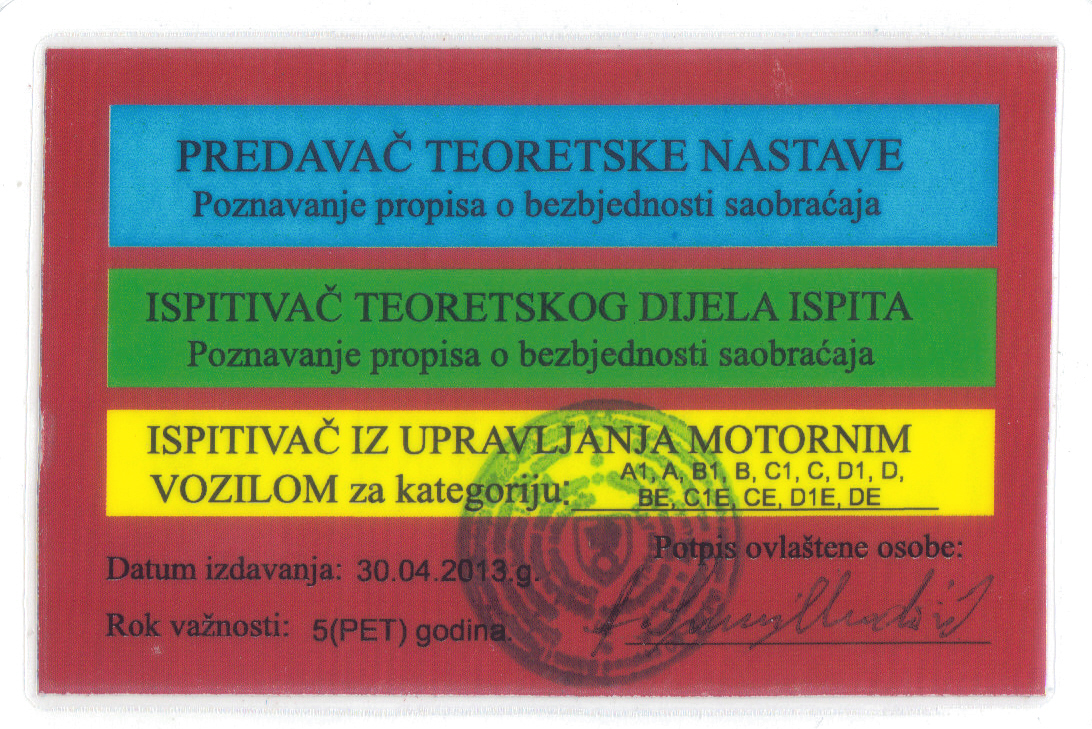 PREDAVAČ TEORETSKE NASTAVE
Poznavanje propisa o bezbjednosti saobraćaja
ISPITIVAČ TEORETSKOG DIJELA ISPITA
Poznavanje propisa o bezbjednosti saobraćaja
ISPITIVAČ IZ UPRAVLJANJA MOTORNIM
VOZILOM za kategoriju: A1, A, B1, B, C1, C, D1, D,
BE, C1E, CE, D1E, DE
Datum izdavanja: 30.04.2013.g.
Potpis ovlaštene osobe:
Rok važnosti: 5(PET) godina.